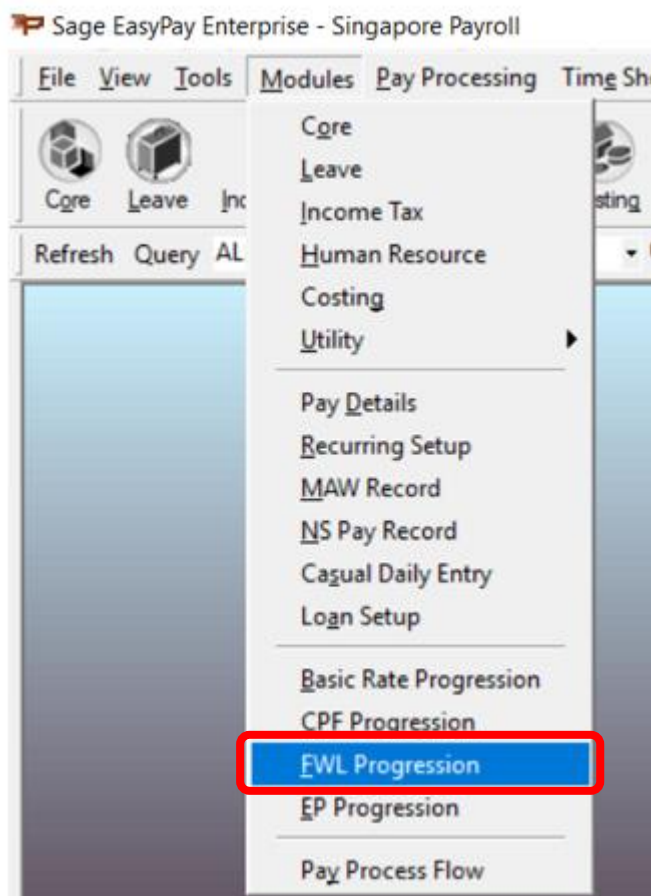 Sage EasyPay Enterprise - Singapore Payroll
File View Tools Modules Pay Processing Time
Core Leave
Refresh Query
Core
Leave
Income Tax
Human Resource
Costing
Utility
Pay Details
Recurring Setup
MAW Record
NS Pay Record
Casual Daily Entry
Loan Setup
Basic Rate Progression
CPF Progression
FWL Progression
EP Progression
Pay Process Flow